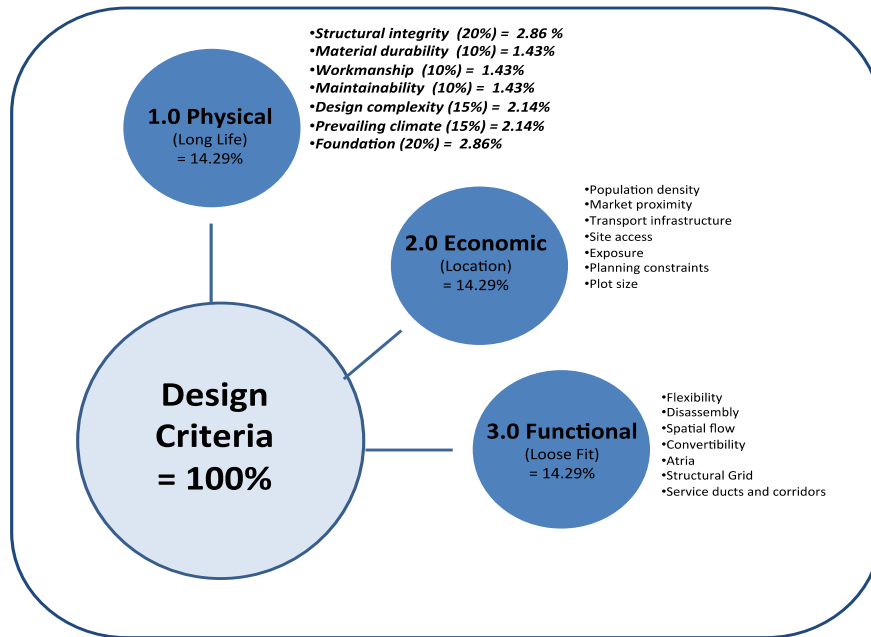 •Structural integrity (20%) = 2.86 %
•Material durability (10%) = 1.43%
•Workmanship (10%) = 1.43%
•Maintainability (10%) = 1.43%
•Design complexity (15%) = 2.14%
•Prevailing climate (15%) = 2.14%
•Foundation (20%) = 2.86%
1.0 Physical
(Long Life)
= 14.29%
2.0 Economic
(Location)
= 14.29%
•Population density
•Market proximity
•Transport infrastructure
•Site access
•Exposure
•Planning constraints
•Plot size
Design
Criteria
= 100%
3.0 Functional
(Loose Fit)
= 14.29%
•Flexibility
•Disassembly
•Spatial flow
•Convertibility
•Atria
•Structural Grid
•Service ducts and corridors